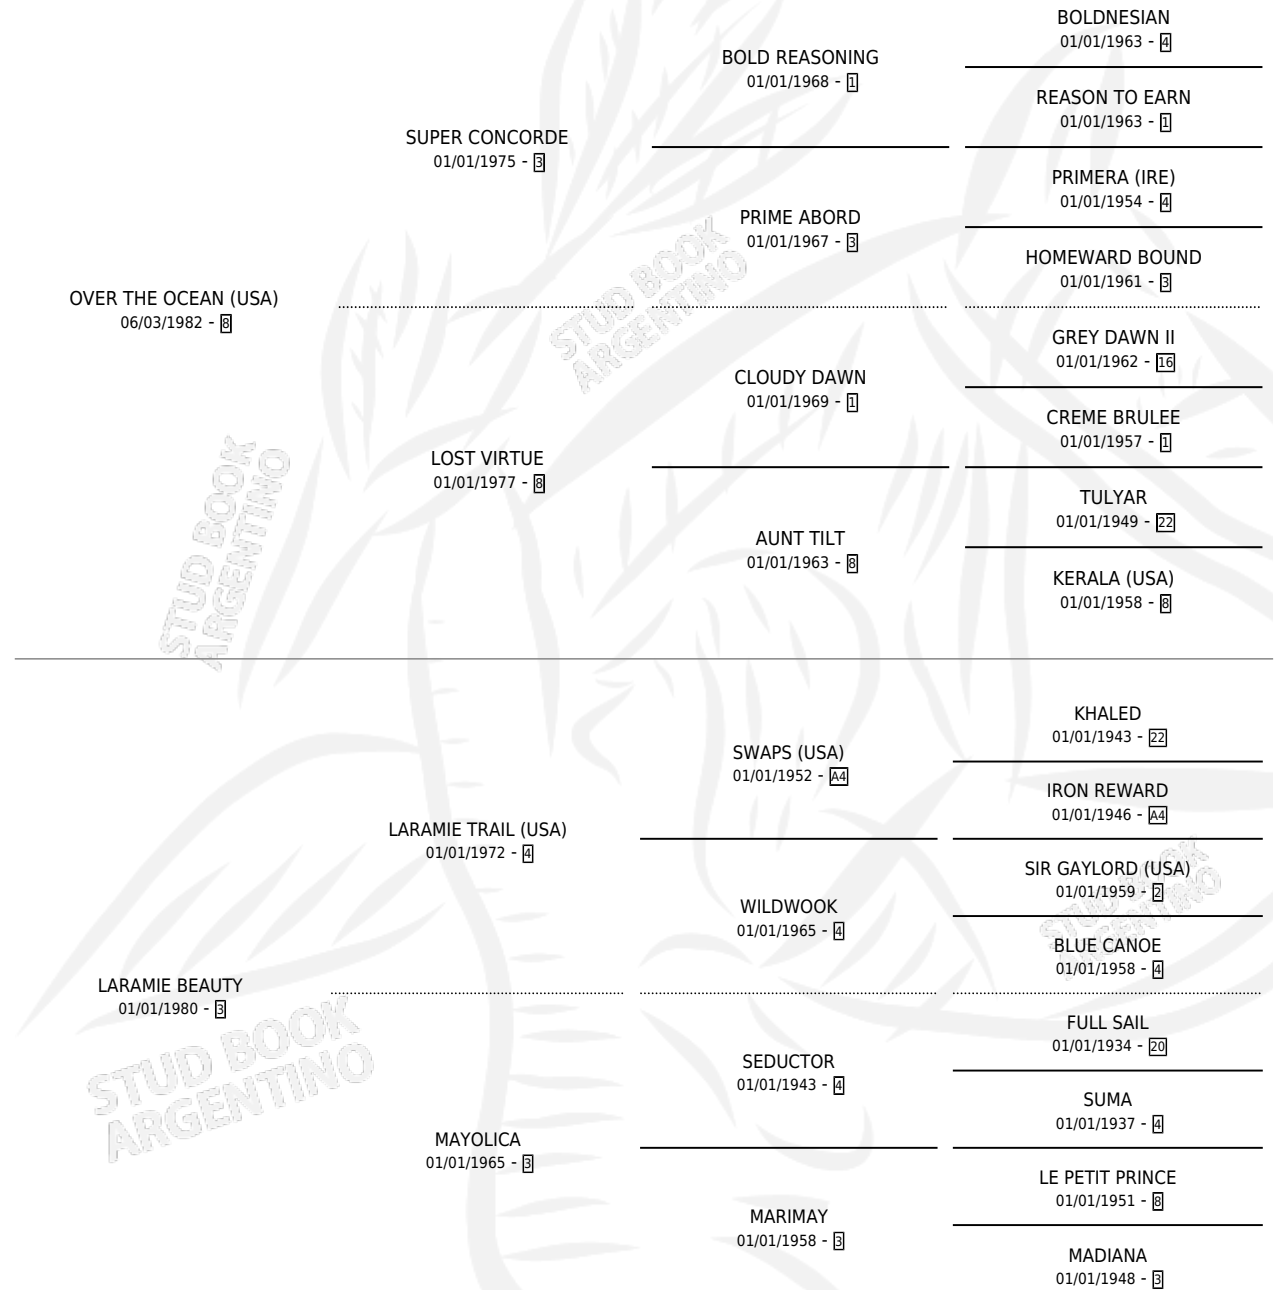 BOLDNESIAN
01/01/1963 - 4
BOLD REASONING
01/01/1968 - 1
REASON TO EARN
01/01/1963 - 1
SUPER CONCORDE
01/01/1975 - 3
PRIMERA (IRE)
01/01/1954 - 4
PRIME ABORD
01/01/1967 - 3
HOMEWARD BOUND
01/01/1961 - 3
OVER THE OCEAN (USA)
06/03/1982 - 8
GREY DAWN II
01/01/1962 - 16
CLOUDY DAWN
01/01/1969 - 1
CREME BRULEE
01/01/1957 - 1
LOST VIRTUE
01/01/1977 - 8
TULYAR
01/01/1949 - 22
AUNT TILT
01/01/1963 - 8
KERALA (USA)
01/01/1958 - 8
KHALED
01/01/1943 - 22
SWAPS (USA)
01/01/1952 - A4
IRON REWARD
01/01/1946 - A4
LARAMIE TRAIL (USA)
01/01/1972 - 4
SIR GAYLORD (USA)
01/01/1959 - 2
WILDWOOK
01/01/1965 - 4
BLUE CANOE
01/01/1958 - 4
LARAMIE BEAUTY
01/01/1980 - 3
FULL SAIL
01/01/1934 - 20
SEDUCTOR
01/01/1943 - 4
SUMA
01/01/1937 - 4
MAYOLICA
01/01/1965 - 3
LE PETIT PRINCE
01/01/1951 - 8
MARIMAY
01/01/1958 - 3
MADIANA
01/01/1948 - 3
STUD BOOK
ARGENTINO
STUD BOOK
ARGENTINO
STUD BOOK
ARGENTINO
STUD BOOK
ARGENTINO